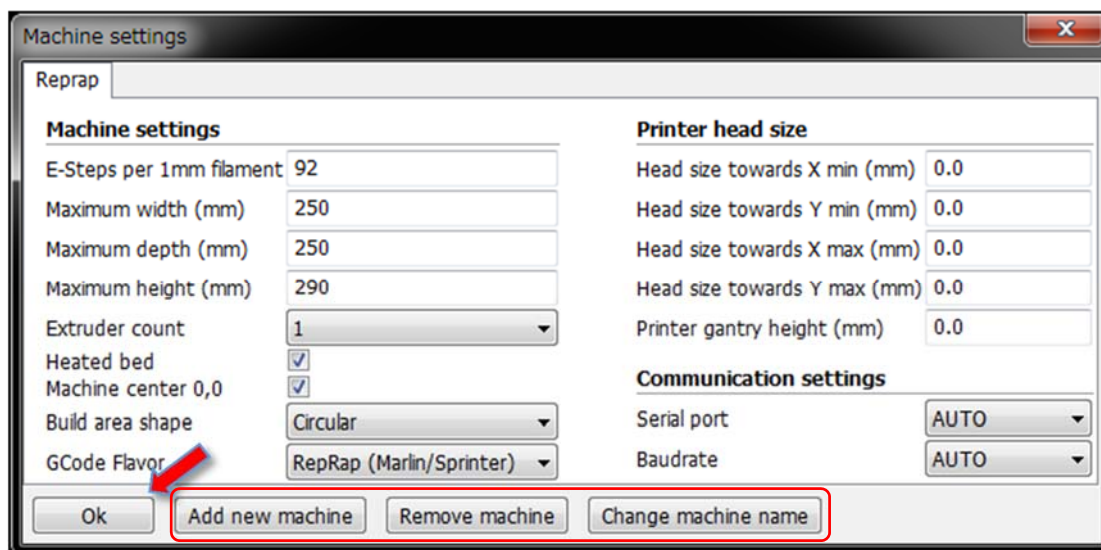 Machine settings
Reprap
Machine settings
E-Steps per 1mm filament 92
Maximum width (mm) 250
Maximum depth (mm) 250
Maximum height (mm) 290
Extruder count 1
Heated bed
Machine center 0,0
Build area shape Circular
GCode Flavor RepRap (Marlin/Sprinter)
Printer head size
Head size towards X min (mm) 0.0
Head size towards Y min (mm) 0.0
Head size towards X max (mm) 0.0
Head size towards Y max (mm) 0.0
Printer gantry height (mm) 0.0
Communication settings
Serial port AUTO
Baudrate AUTO
Ok Add new machine Remove machine Change machine name